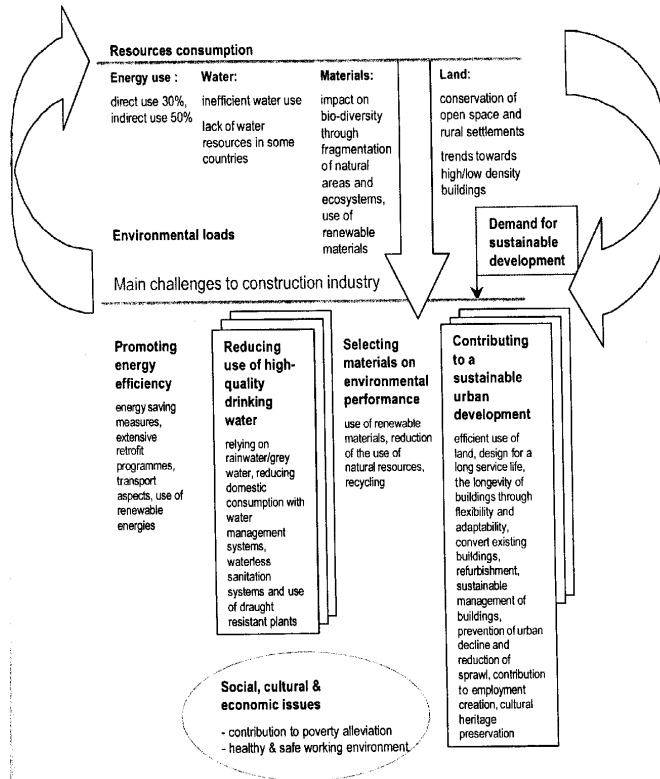 Resources consumption
Energy use :
direct use 30%,
indirect use 50%
Water:
inefficient water use
lack of water
resources in some
countries
Materials:
impact on
bio-diversity
through
fragmentation
of natural
areas and
ecosystems,
use of
renewable
materials
Land:
conservation of
open space and
rural settlements
trends towards
high/low density
buildings
Environmental loads
Demand for
sustainable
development
Main challenges to construction industry
Promoting
energy
efficiency
energy saving
measures,
extensive
retrofit
programmes,
transport
aspects, use of
renewable
energies
Reducing
use of high-
quality
drinking
water
relying on
rainwater/grey
water, reducing
domestic
consumption with
water
management
systems,
waterless
sanitation
systems and use
of draught
resistant plants
Selecting
materials on
environmental
performance
use of renewable
materials, reduction
of the use of
natural resources,
recycling
Contributing
to a
sustainable
urban
development
efficient use of
land, design for a
long service life,
the longevity of
buildings through
flexibility and
adaptability,
convert existing
buildings,
refurbishment,
sustainable
management of
buildings,
prevention of urban
decline and
reduction of
sprawl, contribution
to employment
creation, cultural
heritage
preservation
Social, cultural &
economic issues
- contribution to poverty alleviation
- healthy & safe working environment